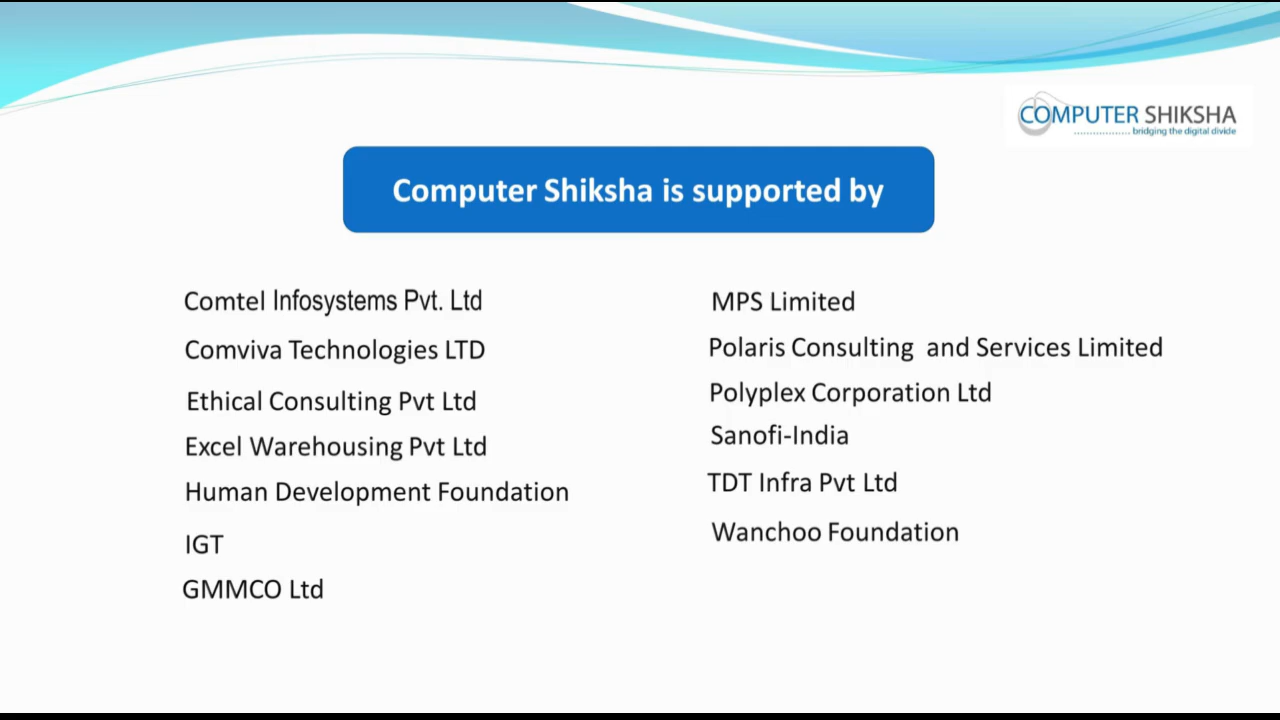 COMPUTER SHIKSHA
bridging the digital divide
Computer Shiksha is supported by
Comtel Infosystems Pvt. Ltd
Comviva Technologies LTD
Ethical Consulting Pvt Ltd
Excel Warehousing Pvt Ltd
Human Development Foundation
IGT
GMMCO Ltd
MPS Limited
Polaris Consulting and Services Limited
Polyplex Corporation Ltd
Sanofi-India
TDT Infra Pvt Ltd
Wanchoo Foundation